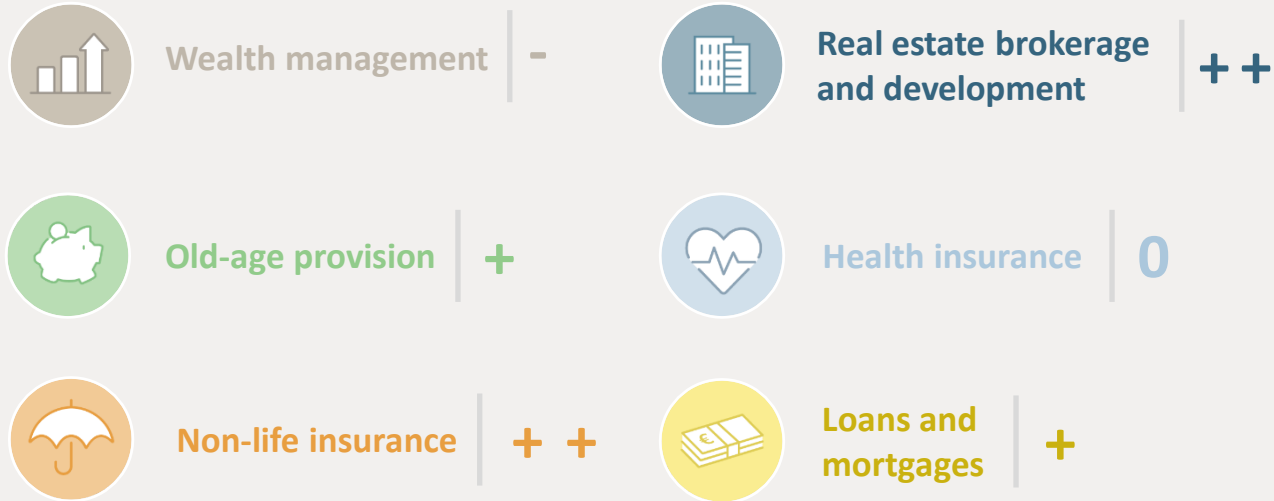 Wealth management -
Real estate brokerage
and development ++
Old-age provision +
Health insurance 0
Non-life insurance + +
€
Loans and
mortgages +